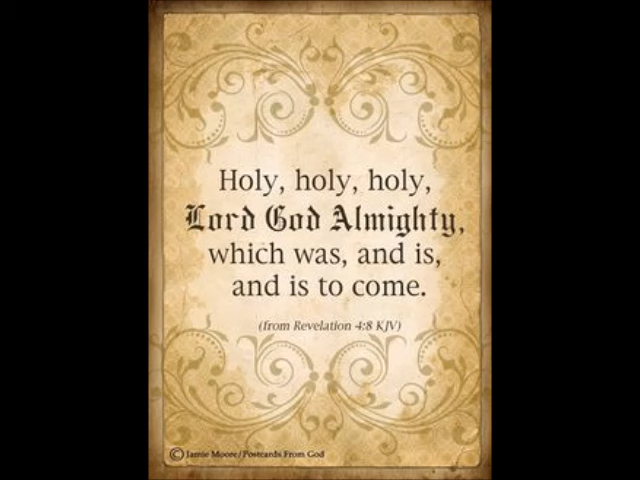 Holy, holy, holy,
Lord God Almighty,
which was, and is,
and is to come.
(from Revelation 4:8 KJV)
© Jamie Moore/Postcards From God